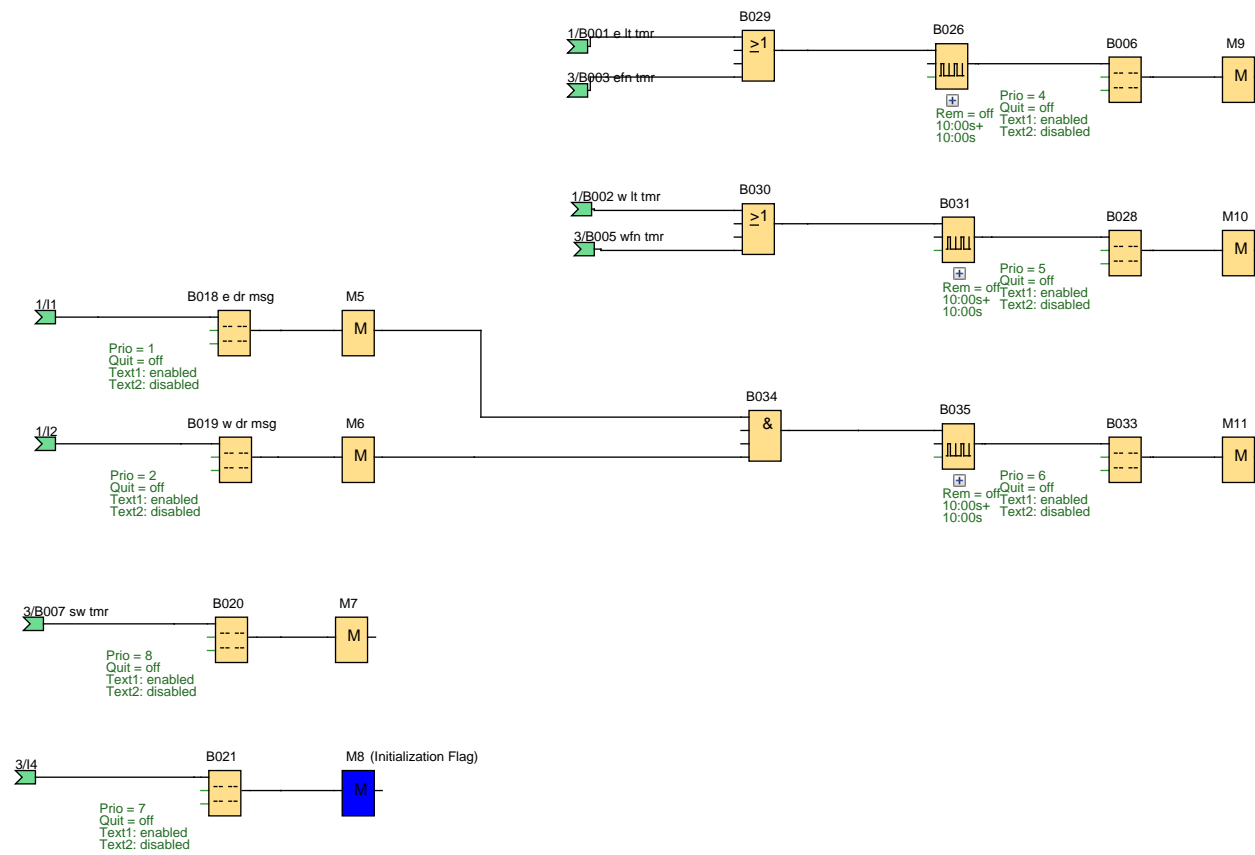 B029
1/B001 e lt tmr
≥1
3/B003 efn tmr
B026
Rem = off
10:00s+
10:00s
B006
Prio = 4
Quit = off
Text1: enabled
Text2: disabled
M9
M
B030
1/B002 w lt tmr
≥1
3/B005 wfn tmr
B031
Rem = off
10:00s+
10:00s
B028
Prio = 5
Quit = off
Text1: enabled
Text2: disabled
M10
M
1/I1
B018 e dr msg
Prio = 1
Quit = off
Text1: enabled
Text2: disabled
M5
M
1/I2
B019 w dr msg
Prio = 2
Quit = off
Text1: enabled
Text2: disabled
M6
M
B034
&
B035
Rem = off
10:00s+
10:00s
B033
Prio = 6
Quit = off
Text1: enabled
Text2: disabled
M11
M
3/B007 sw tmr
B020
Prio = 8
Quit = off
Text1: enabled
Text2: disabled
M7
M
3/I4
B021
Prio = 7
Quit = off
Text1: enabled
Text2: disabled
M8 (Initialization Flag)
M